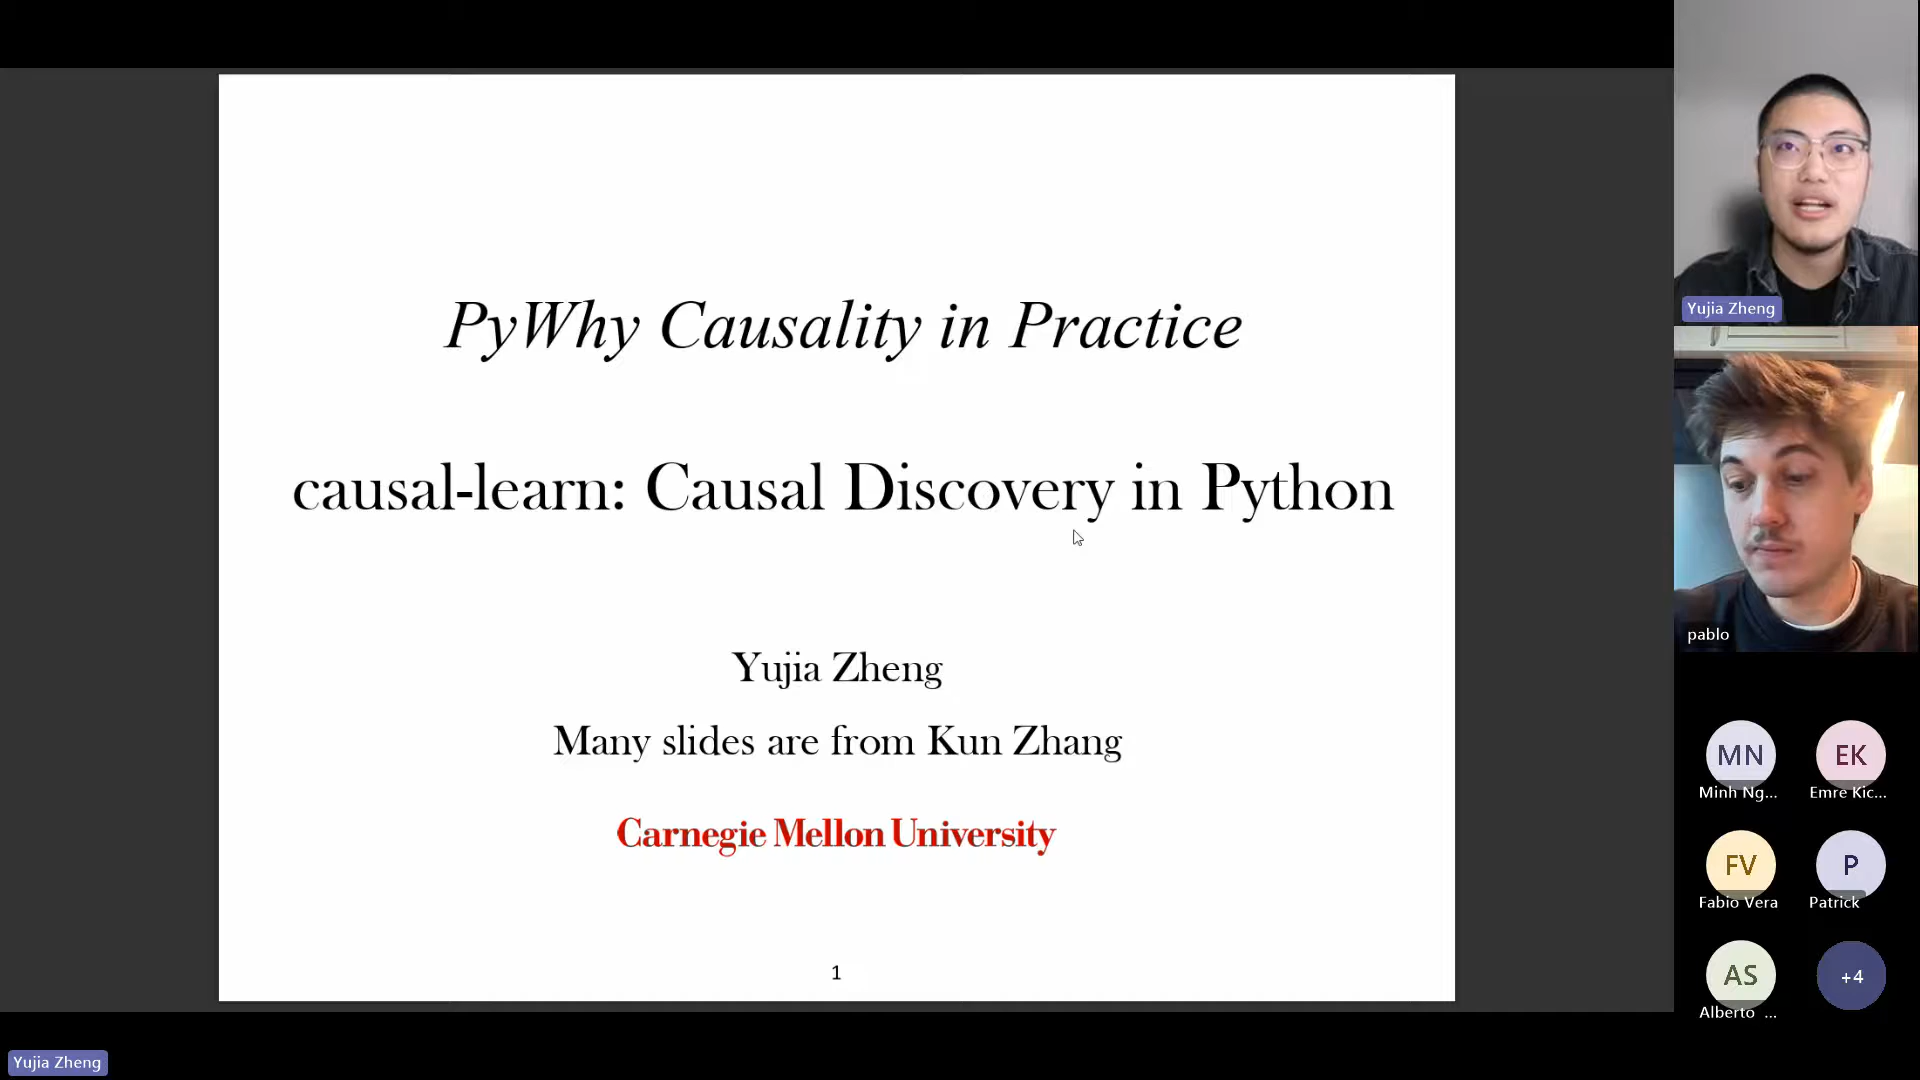 PyWhy Causality in Practice
causal-learn: Causal Discovery in Python
Yujia Zheng
Many slides are from Kun Zhang
Carnegie Mellon University
1
Yujia Zheng
pablo
MN
EK
Minh Ng...
Emre Kic...
FV
P
Fabio Vera
Patrick
AS
+4
Alberto ...
Yujia Zheng